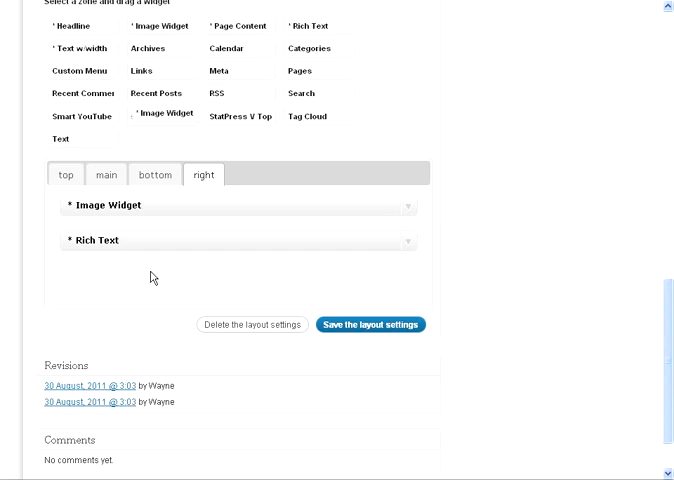 Select a zone and drag a widget
* Headline * Image Widget * Page Content * Rich Text
* Text w/width Archives Calendar Categories
Custom Menu Links Meta Pages
Recent Commer Recent Posts RSS Search
Smart YouTube * Image Widget StatPress V Top Tag Cloud
Text
top main bottom right
* Image Widget
* Rich Text
Delete the layout settings Save the layout settings
Revisions
30 August, 2011 @ 3:03 by Wayne
30 August, 2011 @ 3:03 by Wayne
Comments
No comments yet.